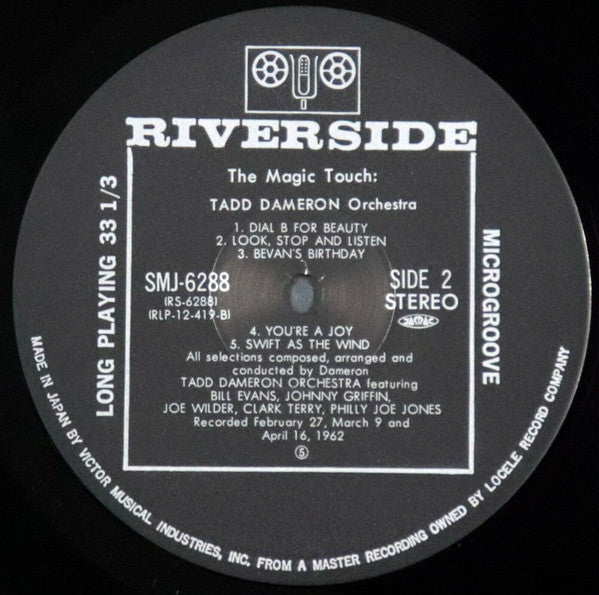 RIVERSIDE
The Magic Touch:
TADD DAMERON Orchestra
1. DIAL B FOR BEAUTY
2. LOOK, STOP AND LISTEN
3. BEVAN'S BIRTHDAY
SMJ-6288
(RS-6288)
(RLP-12-419-B)
SIDE 2
STEREO
JASRAC
4. YOU'RE A JOY
5. SWIFT AS THE WIND
All selections composed, arranged and
conducted by Dameron
TADD DAMERON ORCHESTRA featuring
BILL EVANS, JOHNNY GRIFFIN,
JOE WILDER, CLARK TERRY, PHILLY JOE JONES
Recorded February 27, March 9 and
April 16, 1962
Ⓢ
LONG PLAYING 33 1/3
MICROGROOVE
MADE IN JAPAN BY VICTOR MUSICAL INDUSTRIES, INC. FROM A MASTER RECORDING OWNED BY LOCELE RECORD COMPANY